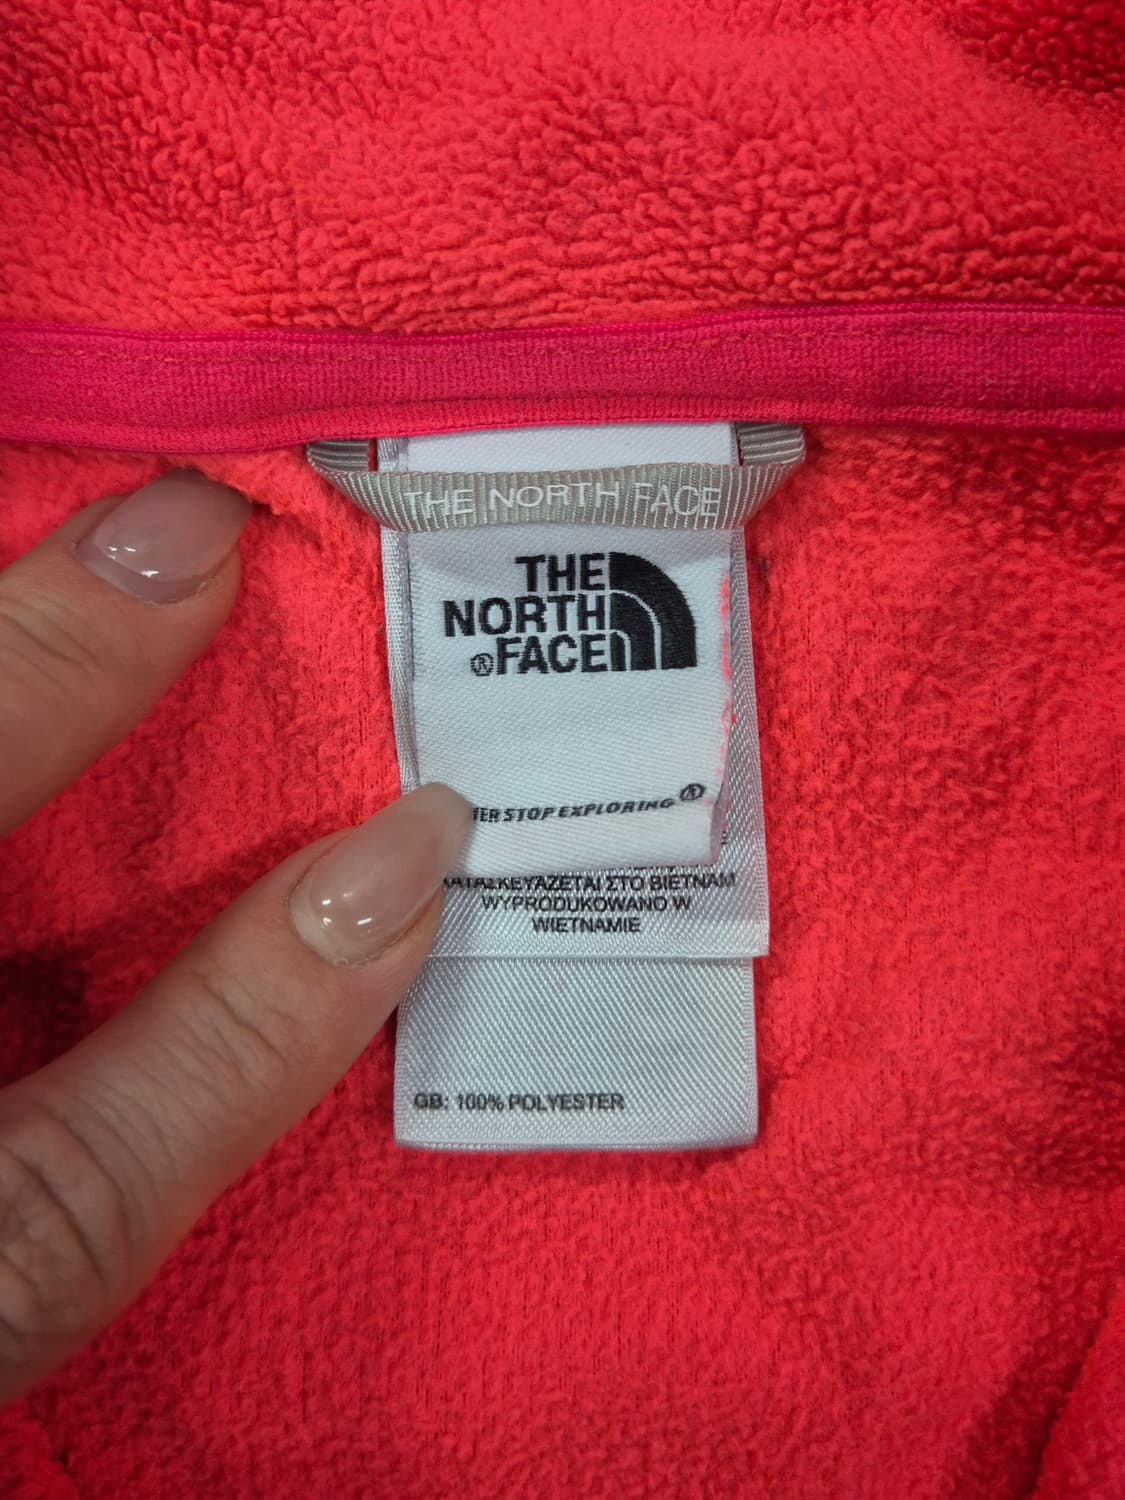 THE NORTH FACE
THE
NORTH
®FACE
STOP EXPLORING®
ΚΑΤΑΣΚΕΥΑΖΕΤΑΙ ΣΤΟ ΒΙΕΤΝΑΜ
WYPRODUKOWANO W
WIETNAMIE
GB: 100% POLYESTER